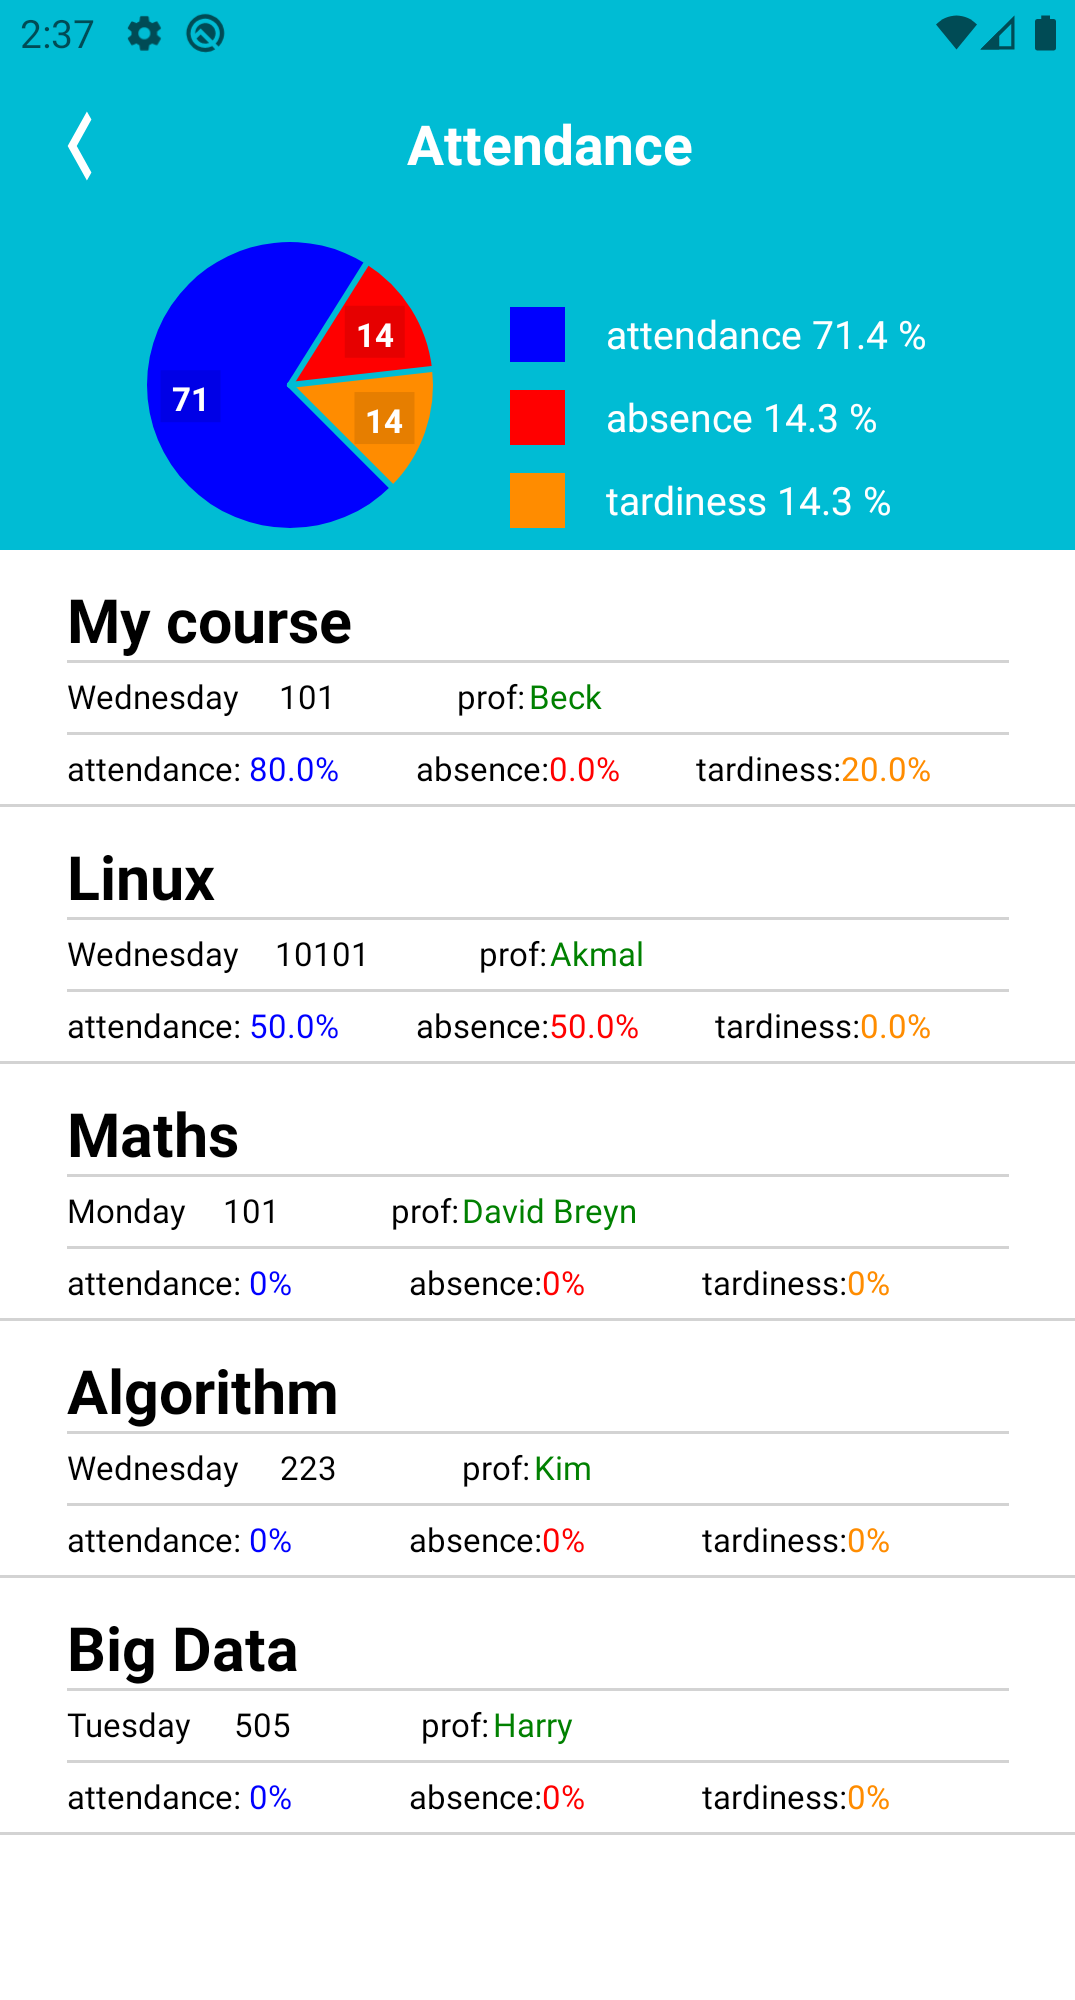 2:37
Attendance
71
14
14
attendance 71.4 %
absence 14.3 %
tardiness 14.3 %
My course
Wednesday 101 prof: Beck
attendance: 80.0% absence:0.0% tardiness:20.0%
Linux
Wednesday 10101 prof: Akmal
attendance: 50.0% absence:50.0% tardiness:0.0%
Maths
Monday 101 prof: David Breyn
attendance: 0% absence:0% tardiness:0%
Algorithm
Wednesday 223 prof: Kim
attendance: 0% absence:0% tardiness:0%
Big Data
Tuesday 505 prof: Harry
attendance: 0% absence:0% tardiness:0%